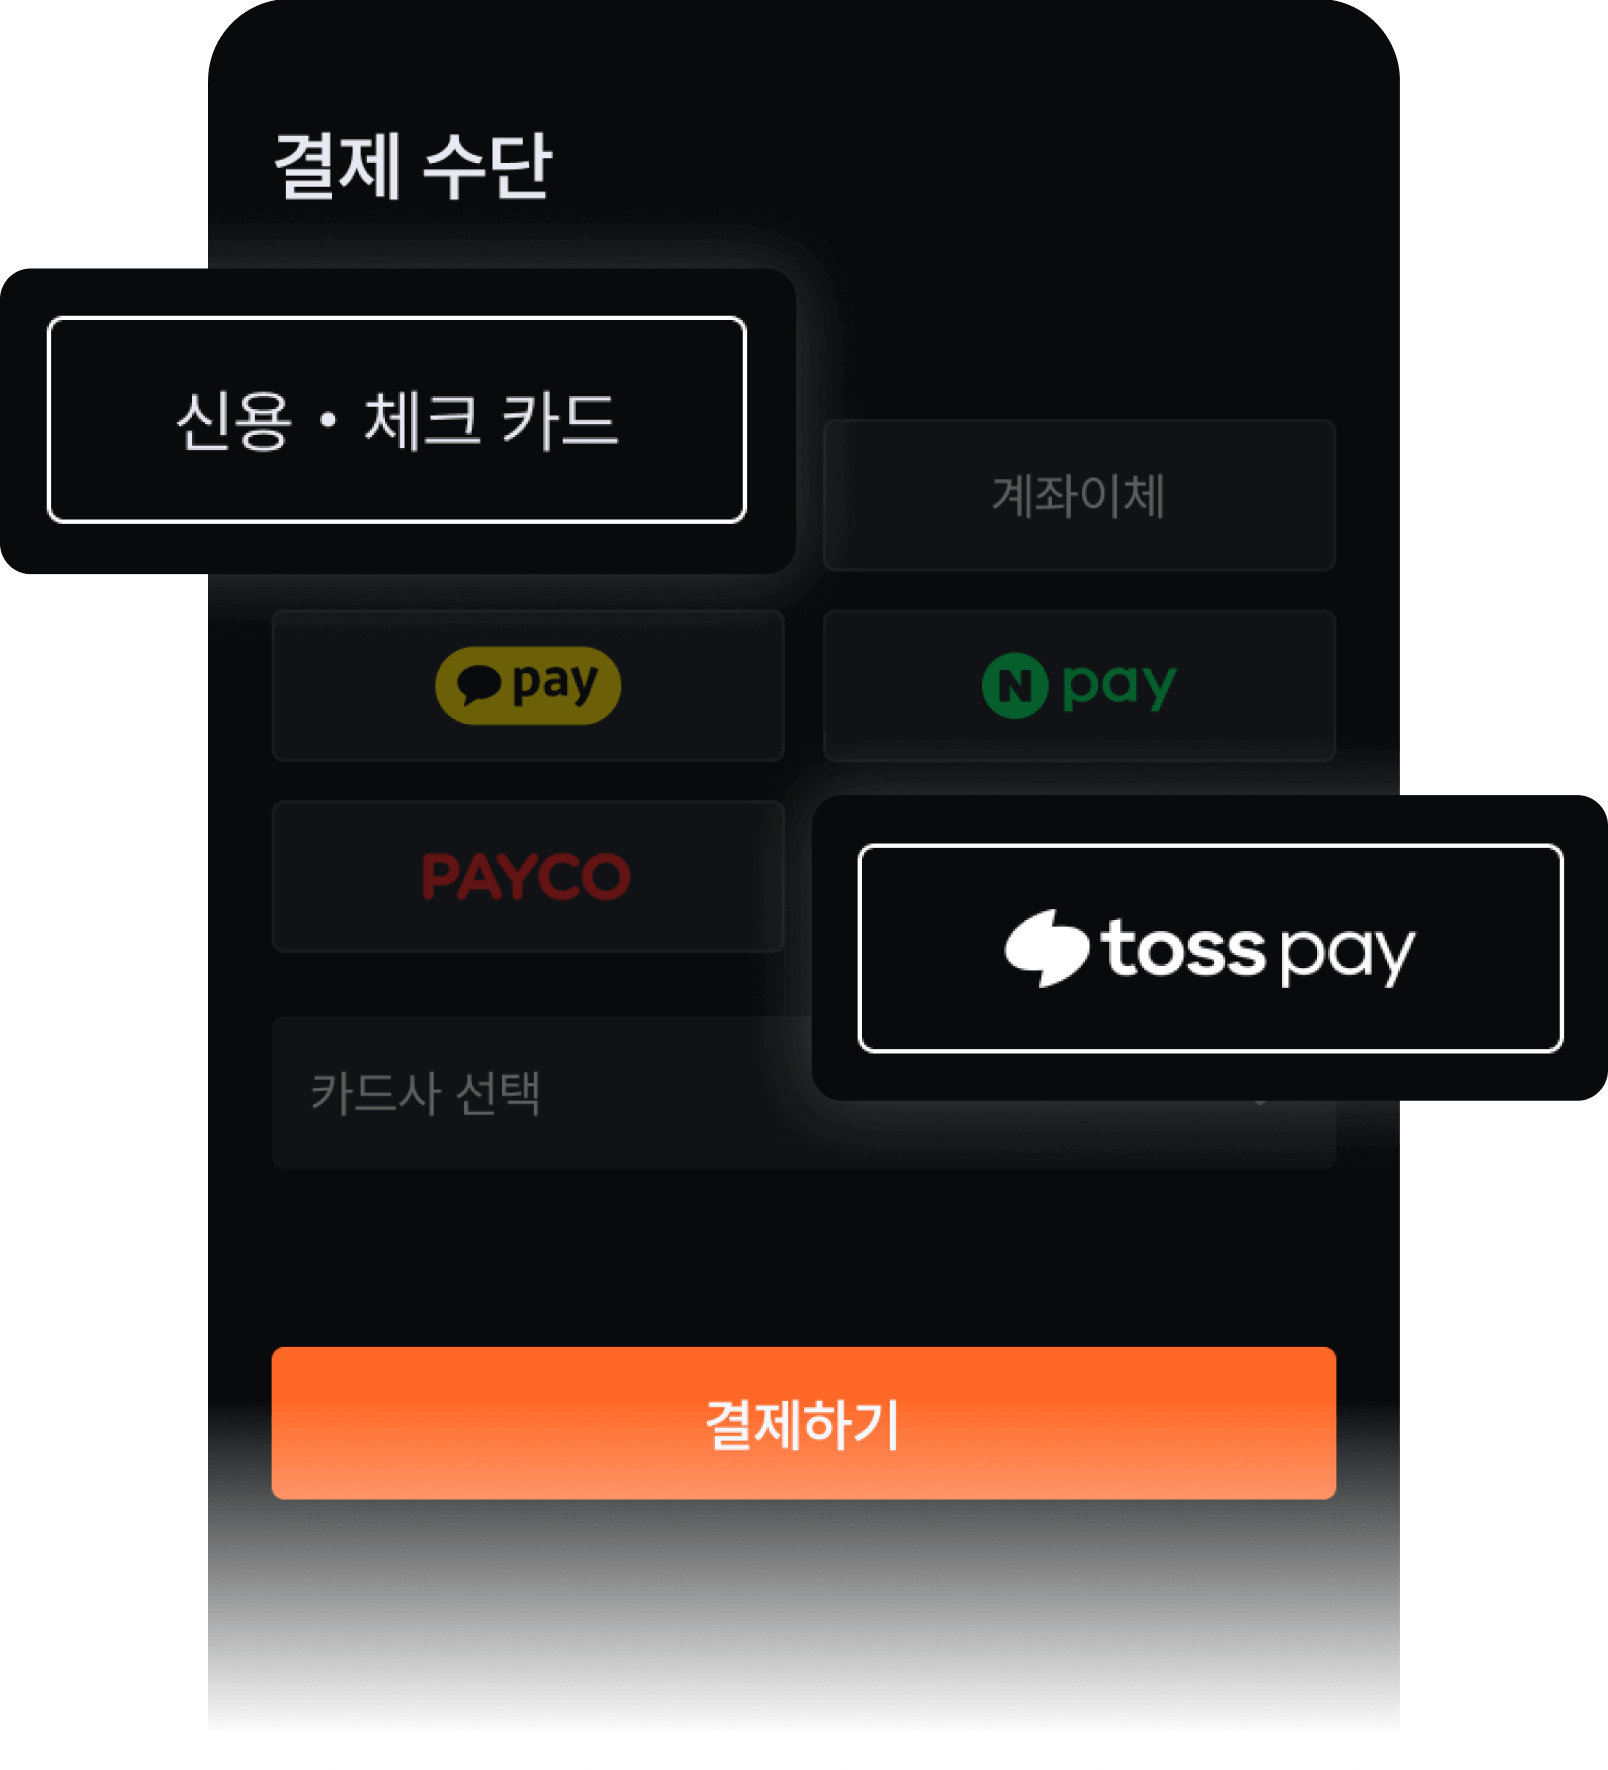 결제 수단
신용 • 체크 카드
계좌이체
pay
N pay
PAYCO
toss pay
카드사 선택
결제하기